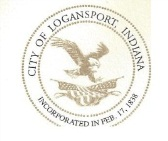 CITY OF LOGANSPORT, INDIANA
INCORPORATED IN FEB. 17, 1838